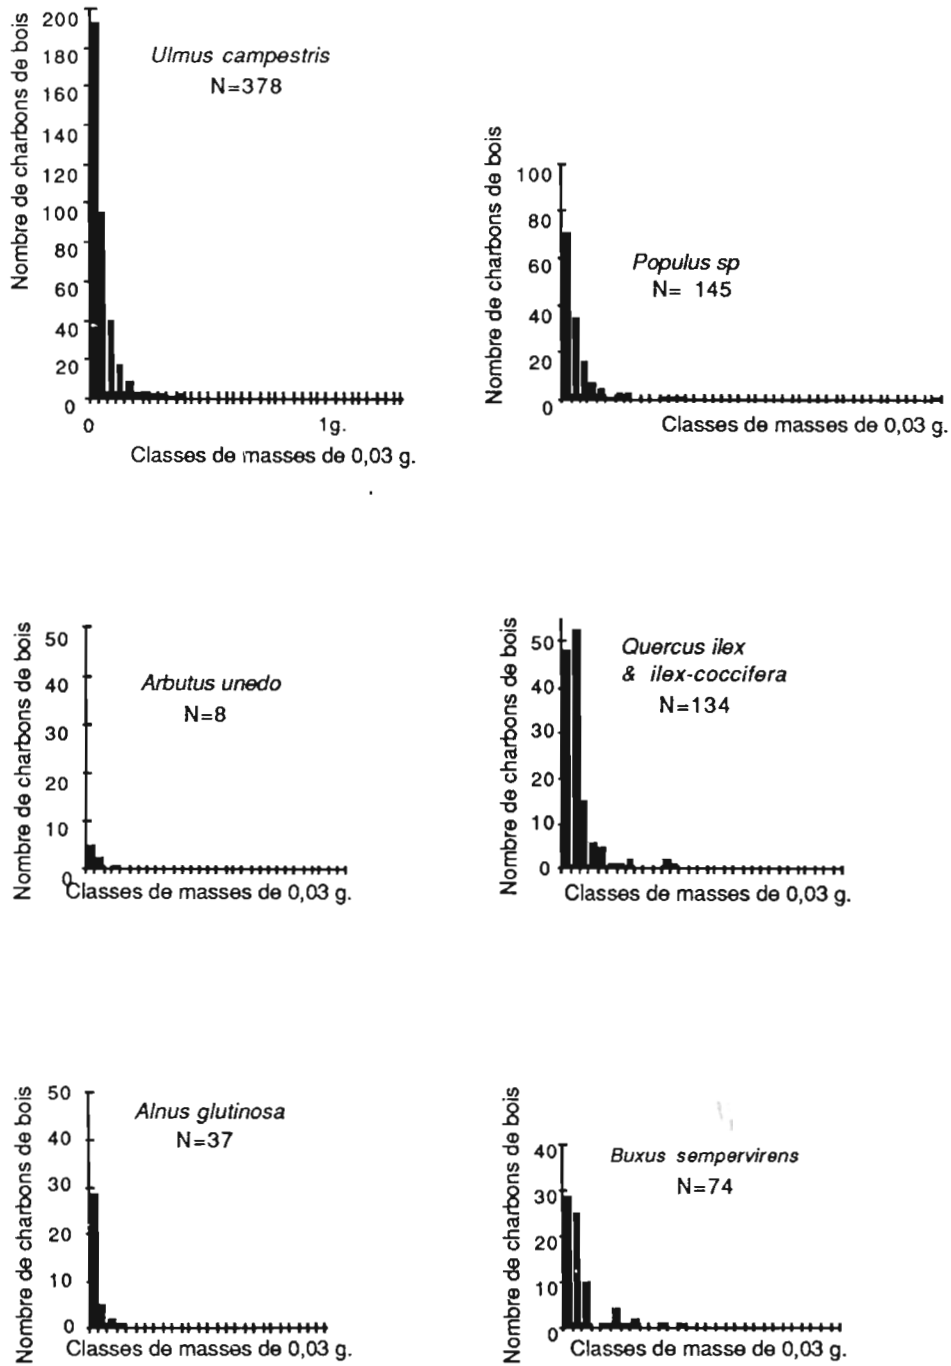 Nombre de charbons de bois
200
180
160
140
120
100
80
60
40
20
0
Ulmus campestris
N=378
0
1g.
Classes de masses de 0,03 g.
Nombre de charbons de bois
100
80
60
40
20
0
Populus sp
N= 145
Classes de masses de 0,03 g.
Nombre de charbons de bois
50
40
30
20
10
0
Arbutus unedo
N=8
Classes de masses de 0,03 g.
Nombre de charbons de bois
50
40
30
20
10
0
Quercus ilex
& ilex-coccifera
N=134
Classes de masses de 0,03 g.
Nombre de charbons de bois
50
40
30
20
10
0
Alnus glutinosa
N=37
Classes de masses de 0,03 g.
Nombre de charbons de bois
40
30
20
10
0
Buxus sempervirens
N=74
Classes de masse de 0,03 g.